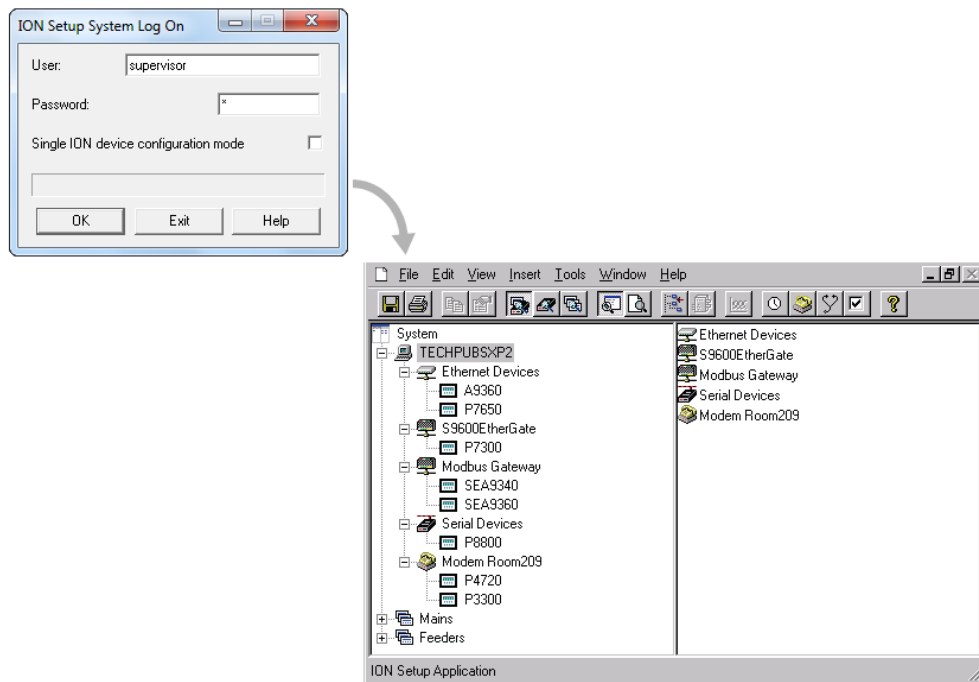 ION Setup System Log On
User:
supervisor
Password:
*
Single ION device configuration mode
OK Exit Help
File Edit View Insert Tools Window Help
System
TECHPUBSXP2
Ethernet Devices
A9360
P7650
S9600EtherGate
P7300
Modbus Gateway
SEA9340
SEA9360
Serial Devices
P8800
Modem Room209
P4720
P3300
Mains
Feeders
Ethernet Devices
S9600EtherGate
Modbus Gateway
Serial Devices
Modem Room209
ION Setup Application